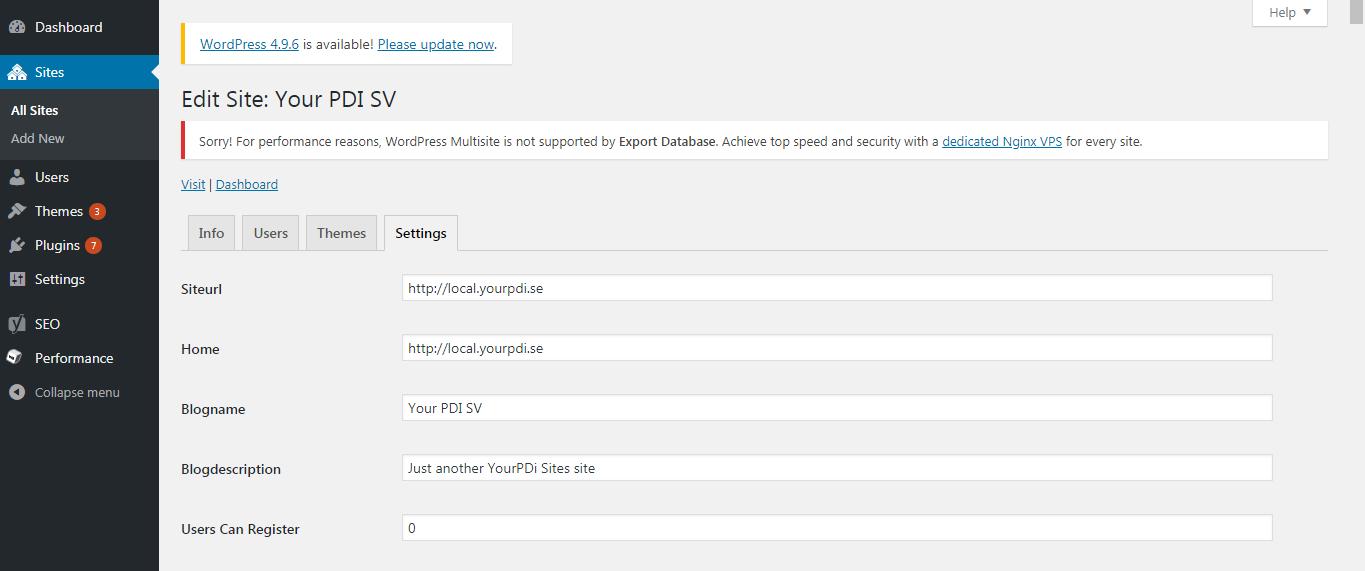 Dashboard
Sites
All Sites
Add New
Users
Themes 3
Plugins 7
Settings
SEO
Performance
Collapse menu
Help
WordPress 4.9.6 is available! Please update now.
Edit Site: Your PDI SV
Sorry! For performance reasons, WordPress Multisite is not supported by Export Database. Achieve top speed and security with a dedicated Nginx VPS for every site.
Visit | Dashboard
Info Users Themes Settings
Siteurl http://local.yourpdi.se
Home http://local.yourpdi.se
Blogname Your PDI SV
Blogdescription Just another YourPDi Sites site
Users Can Register 0